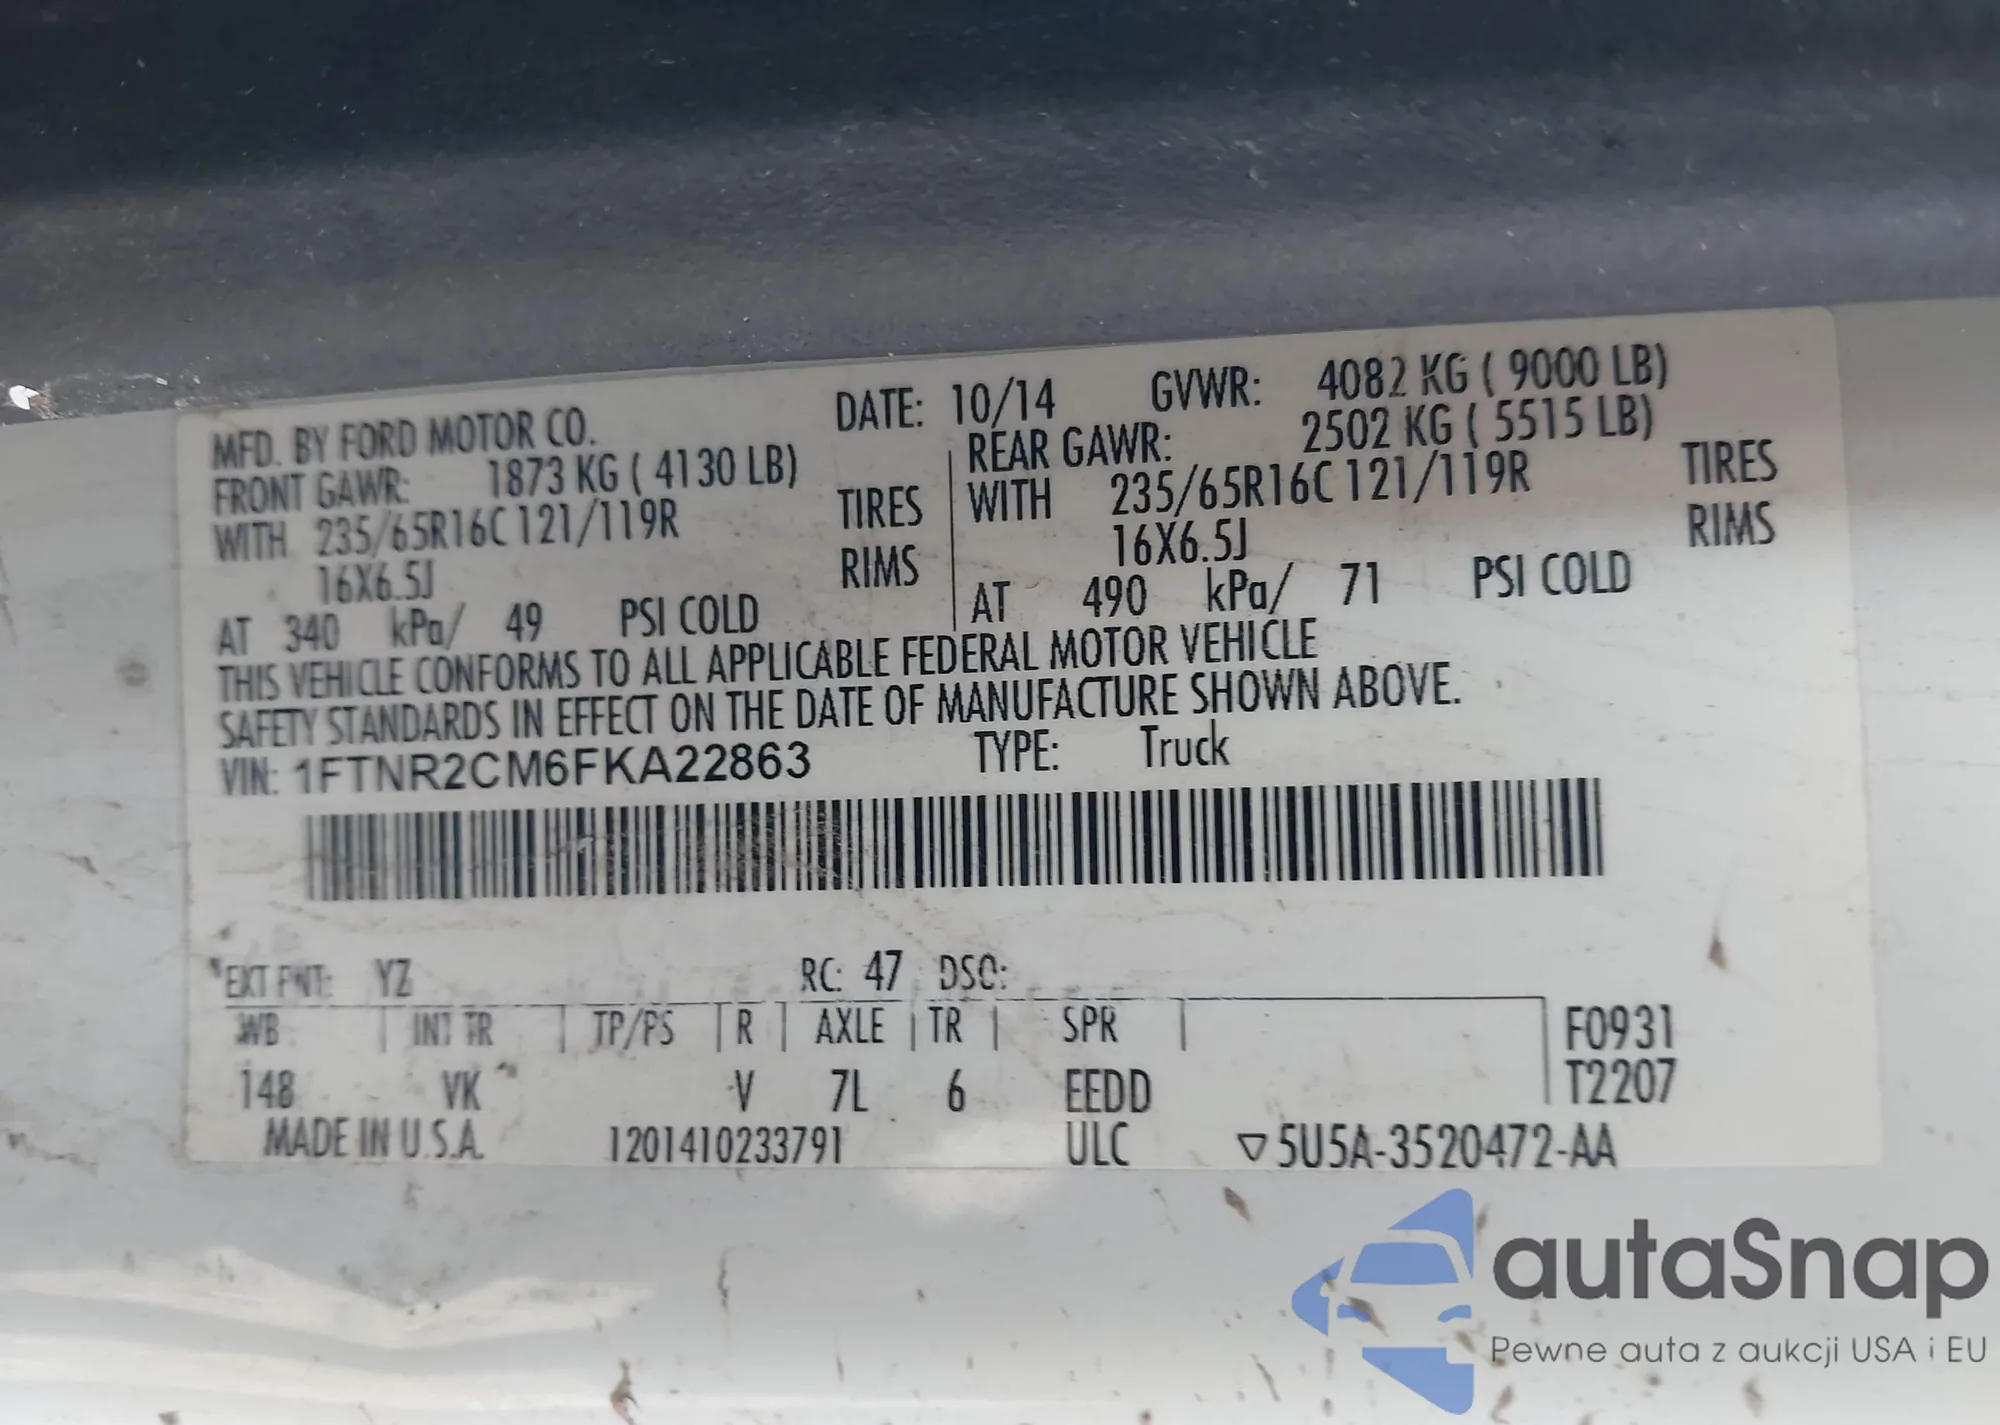 MFD. BY FORD MOTOR CO. DATE: 10/14 GVWR: 4082 KG ( 9000 LB)
FRONT GAWR: 1873 KG ( 4130 LB) REAR GAWR: 2502 KG ( 5515 LB)
WITH 235/65R16C 121/119R TIRES WITH 235/65R16C 121/119R TIRES
16X6.5J RIMS 16X6.5J RIMS
AT 340 kPa/ 49 PSI COLD AT 490 kPa/ 71 PSI COLD
THIS VEHICLE CONFORMS TO ALL APPLICABLE FEDERAL MOTOR VEHICLE
SAFETY STANDARDS IN EFFECT ON THE DATE OF MANUFACTURE SHOWN ABOVE.
VIN: 1FTNR2CM6FKA22863 TYPE: Truck
EXT PNT: YZ RC: 47 DSO:
WB INT TR TP/PS R AXLE TR SPR F0931
148 VK V 7L 6 EEDD T2207
MADE IN U.S.A. 1201410233791 ULC ▽5U5A-3520472-AA
autaSnap
Pewne auta z aukcji USA i EU